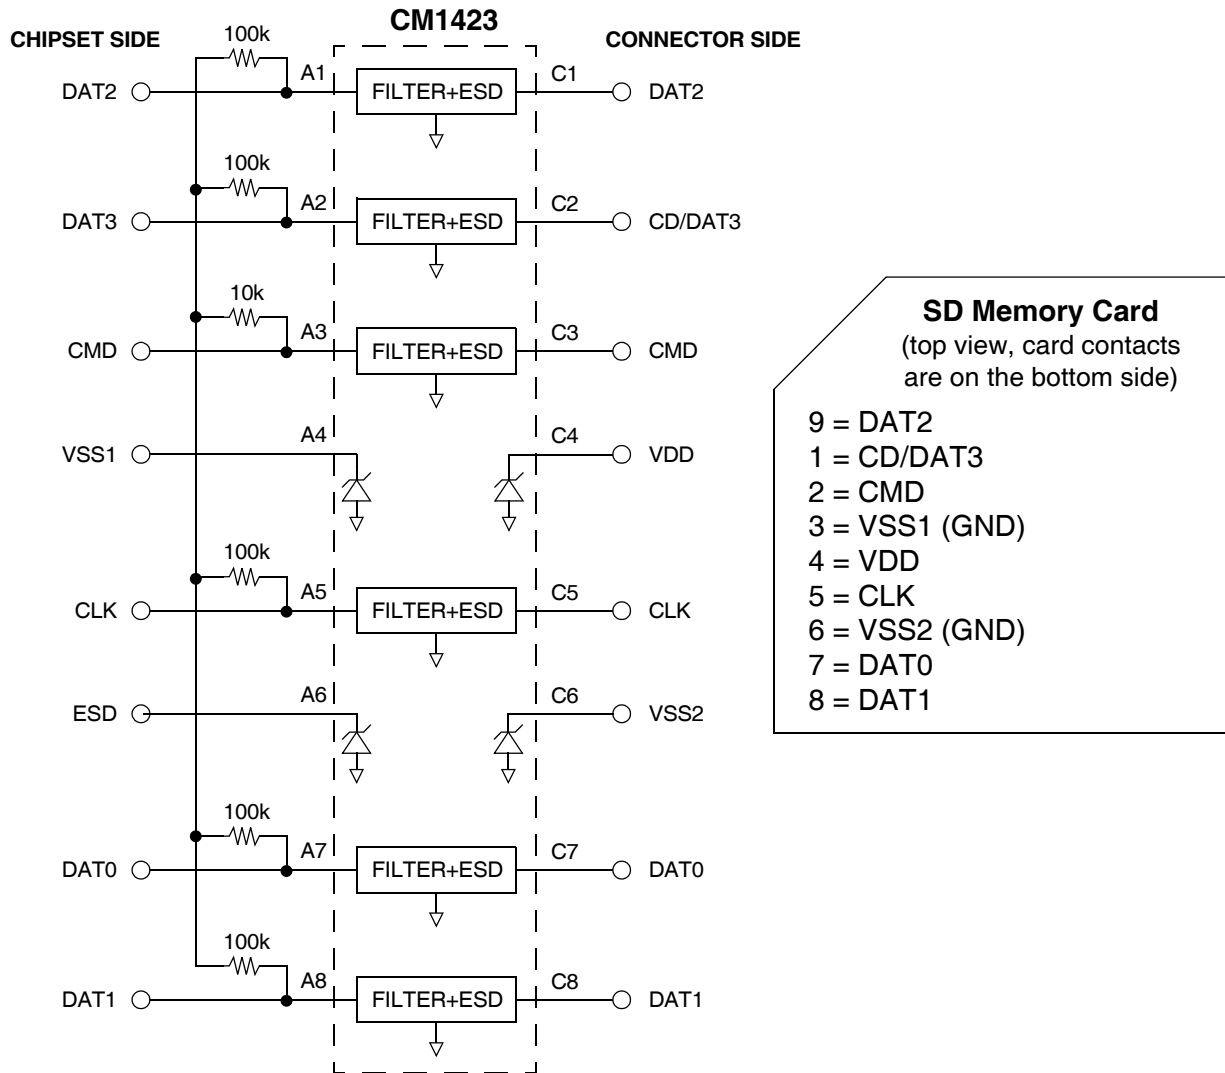 CM1423
CHIPSET SIDE
CONNECTOR SIDE
100k
DAT2
A1
FILTER+ESD
C1
DAT2
100k
DAT3
A2
FILTER+ESD
C2
CD/DAT3
10k
CMD
A3
FILTER+ESD
C3
CMD
VSS1
A4
C4
VDD
100k
CLK
A5
FILTER+ESD
C5
CLK
ESD
A6
C6
VSS2
100k
DAT0
A7
FILTER+ESD
C7
DAT0
100k
DAT1
A8
FILTER+ESD
C8
DAT1
SD Memory Card
(top view, card contacts
are on the bottom side)
9 = DAT2
1 = CD/DAT3
2 = CMD
3 = VSS1 (GND)
4 = VDD
5 = CLK
6 = VSS2 (GND)
7 = DAT0
8 = DAT1